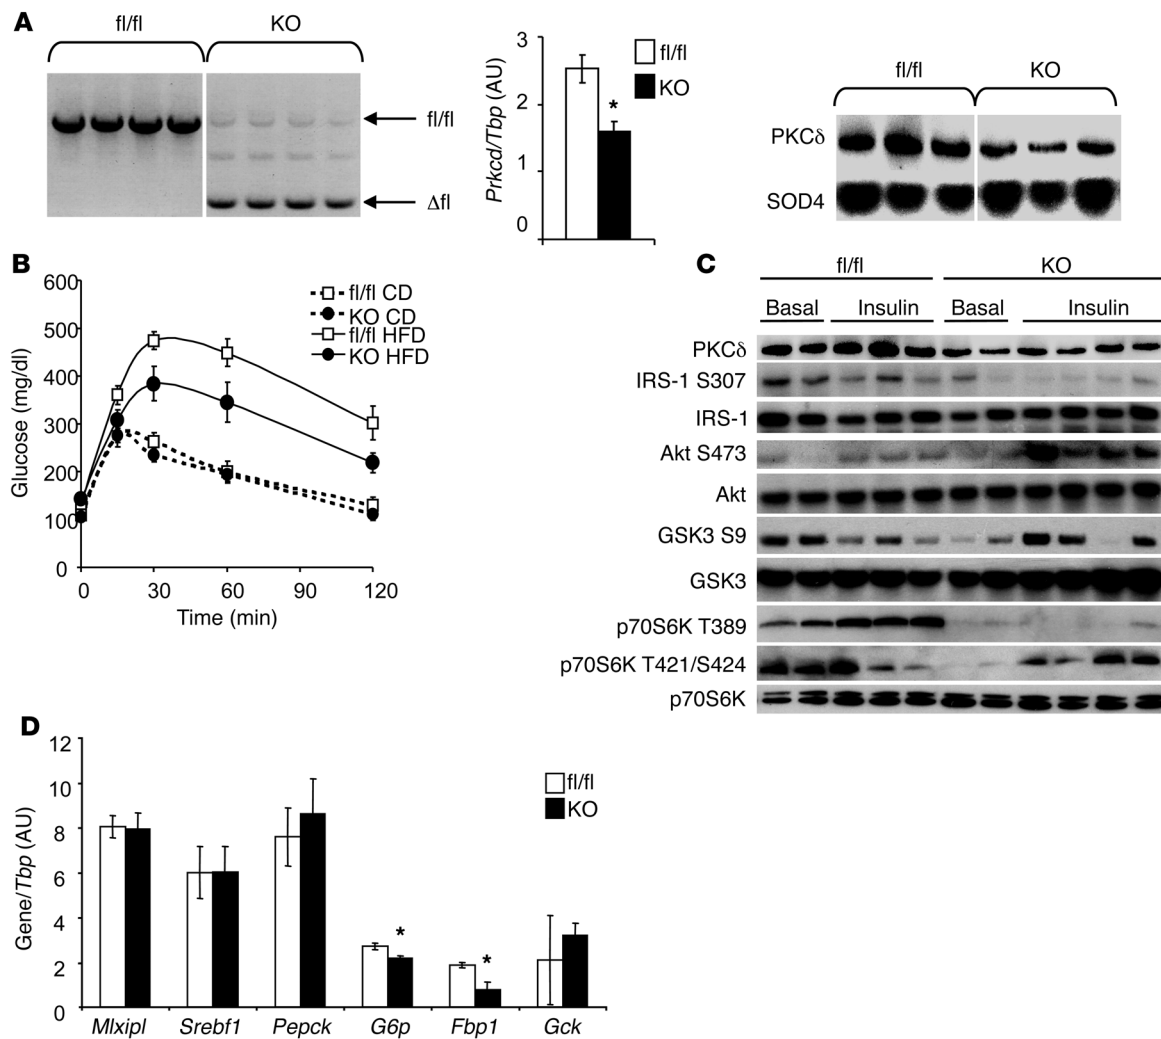 A
fl/fl
KO
fl/fl
Δfl
Prkcd/Tbp (AU)
3
2
1
0
fl/fl
KO
*
fl/fl
KO
PKCδ
SOD4
B
Glucose (mg/dl)
600
500
400
300
200
100
0
0
30
60
90
120
Time (min)
fl/fl CD
KO CD
fl/fl HFD
KO HFD
C
fl/fl
KO
Basal
Insulin
Basal
Insulin
PKCδ
IRS-1 S307
IRS-1
Akt S473
Akt
GSK3 S9
GSK3
p70S6K T389
p70S6K T421/S424
p70S6K
D
Gene/Tbp (AU)
12
10
8
6
4
2
0
fl/fl
KO
*
*
Mlxipl
Srebf1
Pepck
G6p
Fbp1
Gck